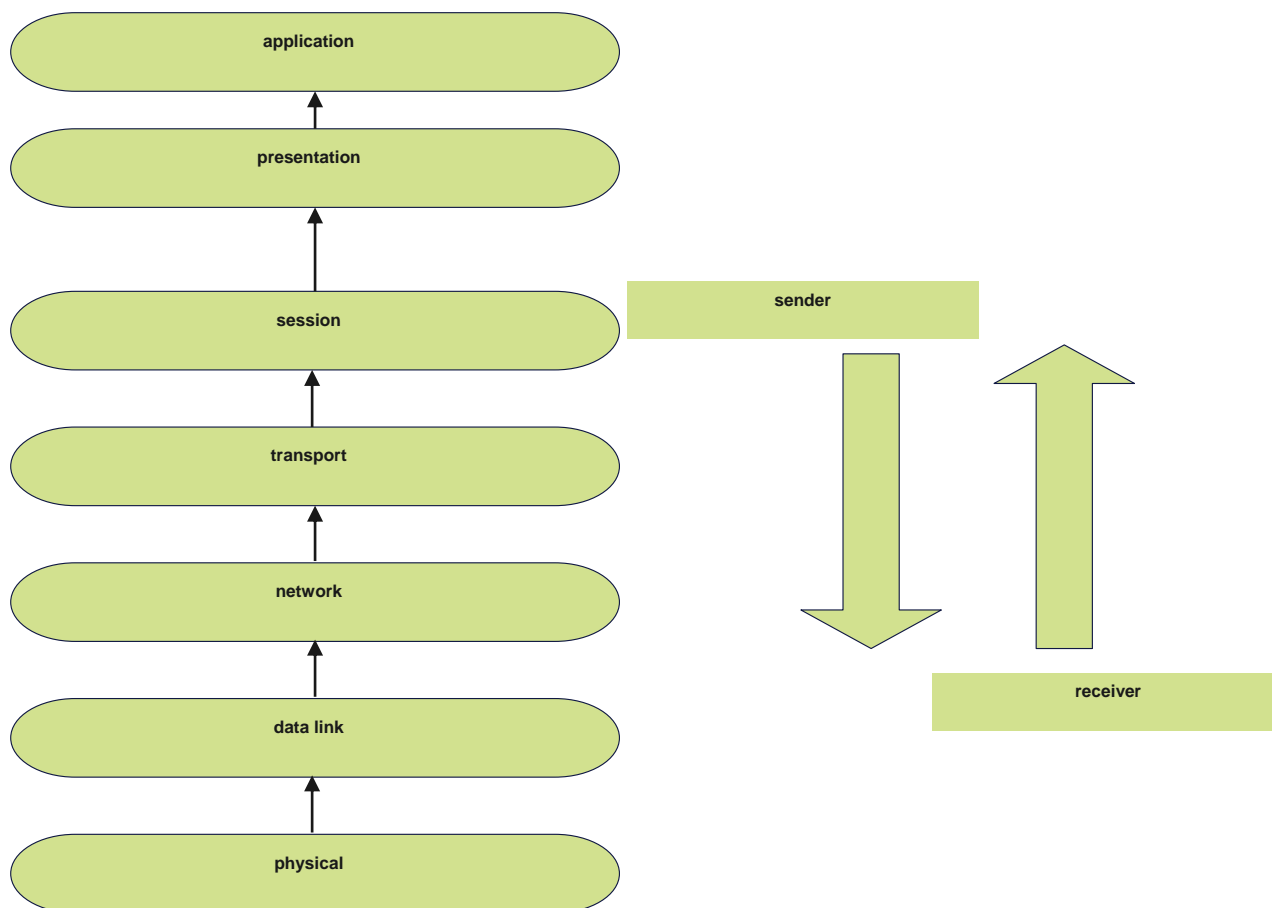 application
presentation
session
sender
transport
network
receiver
data link
physical